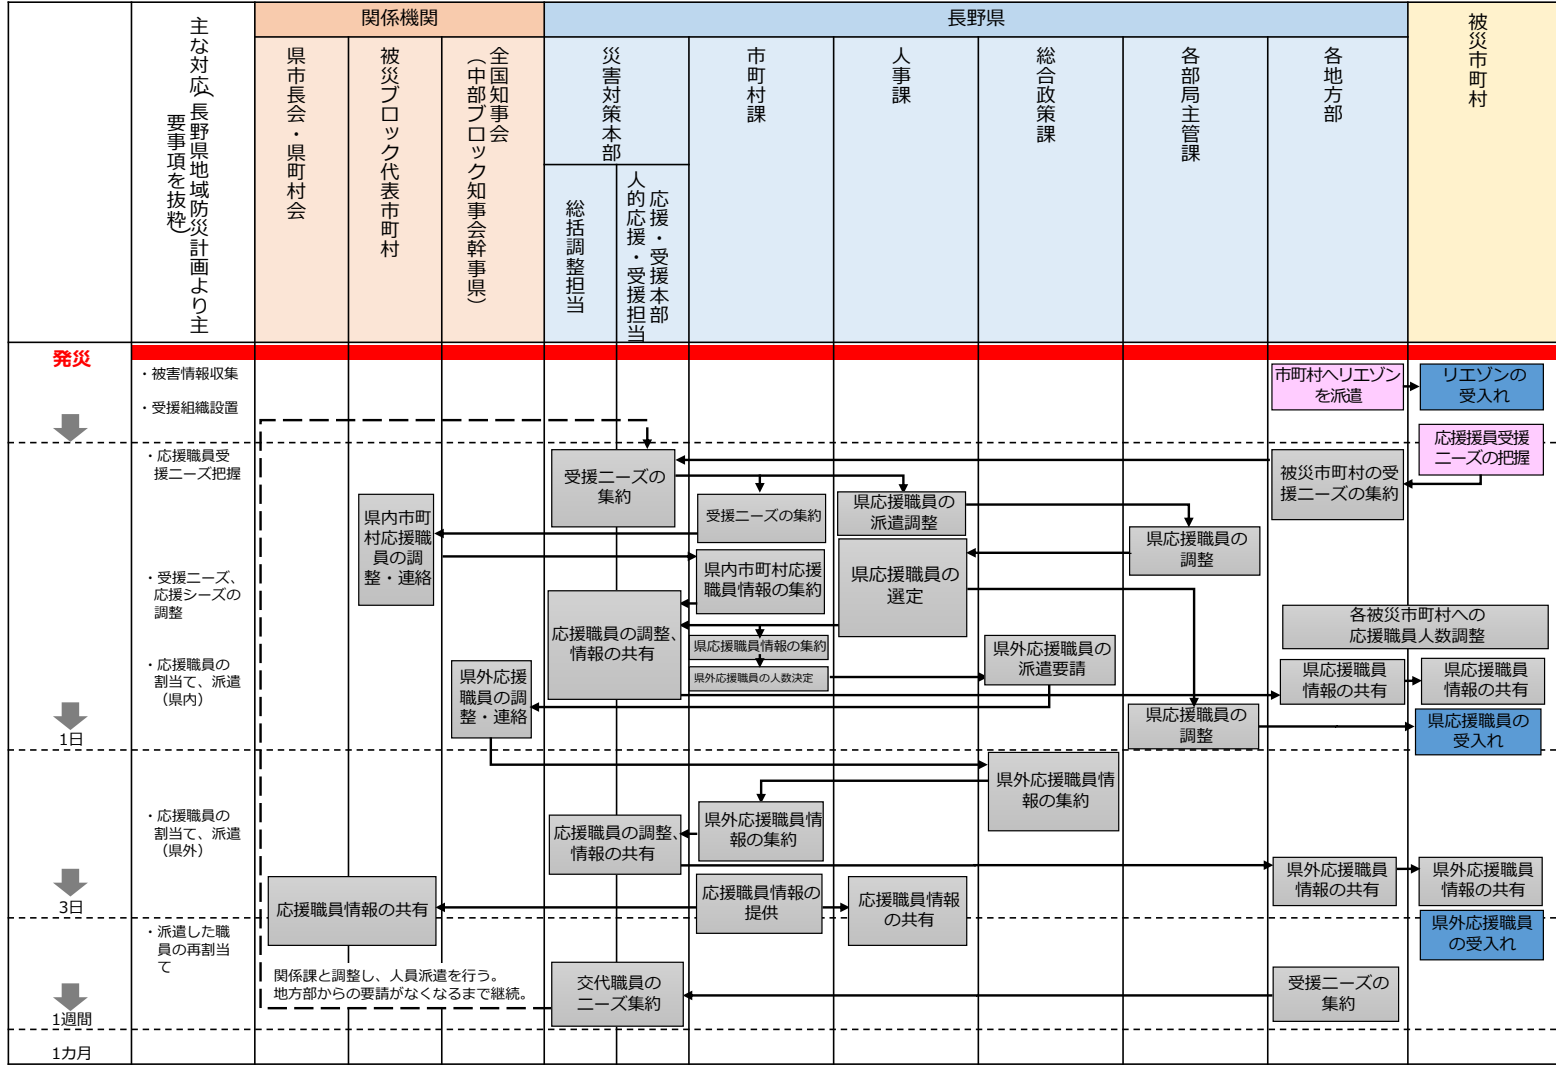 主な対応（長野県地域防災計画より主
要事項を抜粋）
関係機関
長野県
被災市町村
県市長会・県町村会
被災ブロック代表市町村
全国知事会
（中部ブロック知事会幹事県）
災害対策本部
総括調整担当
応援・受援本部
人的応援・受援担当
市町村課
人事課
総合政策課
各部局主管課
各地方部
発災
・被害情報収集
・受援組織設置
市町村へリエゾン
を派遣
リエゾンの
受入れ
・応援職員受
援ニーズ把握
応援援員受援
ニーズの把握
受援ニーズの
集約
被災市町村の受
援ニーズの集約
県内市町
村応援職
員の調
整・連絡
受援ニーズの集約
県応援職員の
派遣調整
県応援職員の
調整
県内市町村応援
職員情報の集約
県応援職員の
選定
・受援ニーズ、
応援シーズの
調整
応援職員の調整、
情報の共有
各被災市町村への
応援職員人数調整
県応援職員情報の集約
県外応援職員の人数決定
県外応援職員の
派遣要請
・応援職員の
割当て、派遣
（県内）
県外応援
職員の調
整・連絡
県応援職員
情報の共有
県応援職員
情報の共有
県応援職員の
調整
県応援職員の
受入れ
1日
県外応援職員情
報の集約
・応援職員の
割当て、派遣
（県外）
応援職員の調整、
情報の共有
県外応援職員情
報の集約
県外応援職員
情報の共有
県外応援職員
情報の共有
応援職員情報の共有
応援職員情報の
提供
応援職員情報
の共有
3日
県外応援職員
の受入れ
・派遣した職
員の再割当
て
関係課と調整し、人員派遣を行う。
地方部からの要請がなくなるまで継続。
交代職員の
ニーズ集約
受援ニーズの
集約
1週間
1カ月